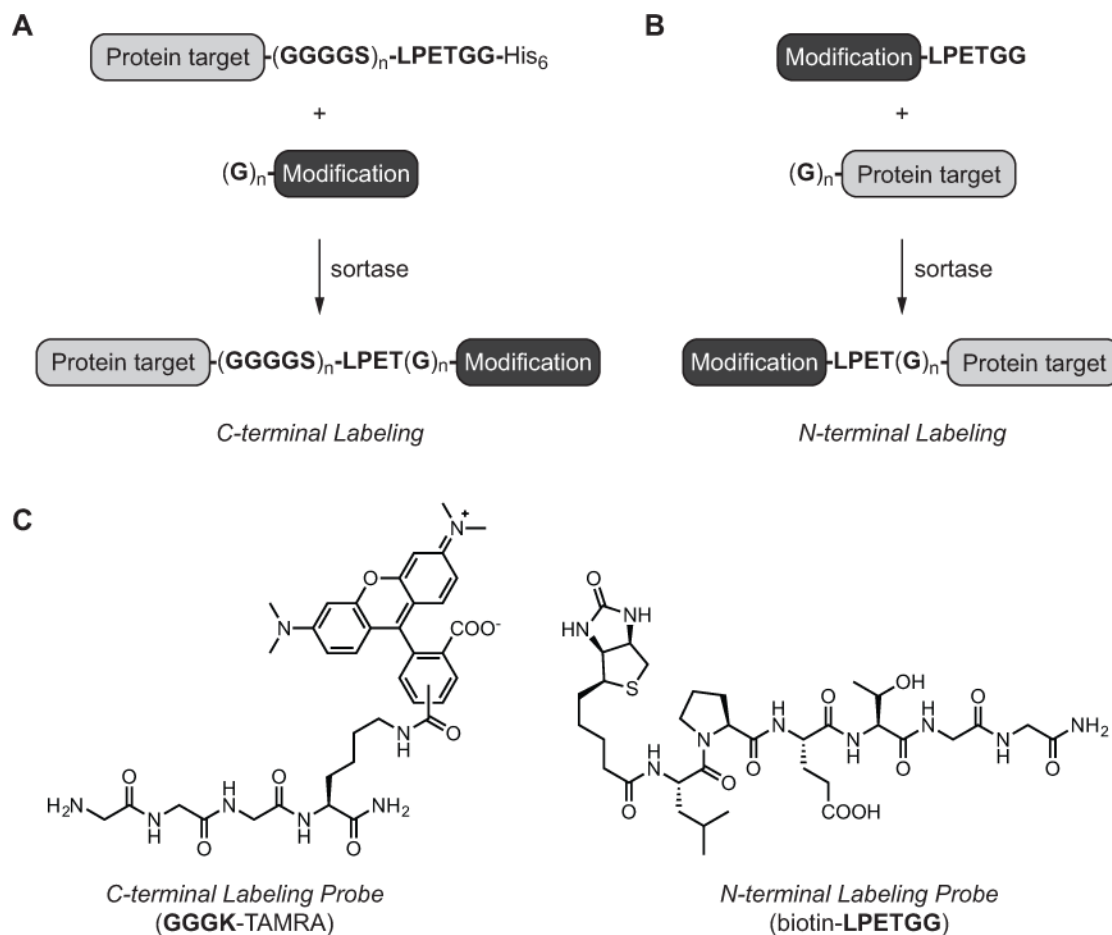 A
Protein target-(GGGGS)n-LPETGG-His6
+
(G)n-Modification
sortase
Protein target-(GGGGS)n-LPET(G)n-Modification
C-terminal Labeling
B
Modification-LPETGG
+
(G)n-Protein target
sortase
Modification-LPET(G)n-Protein target
N-terminal Labeling
C
N
+
O
N
COO-
N
H
O
O
H2N
N
H
O
H
N
O
N
H
NH2
O
C-terminal Labeling Probe
(GGGK-TAMRA)
O
HN
NH
S
O
H
N
O
N
O
H
N
O
COOH
N
H
OH
O
H
N
O
N
H
O
NH2
N-terminal Labeling Probe
(biotin-LPETGG)